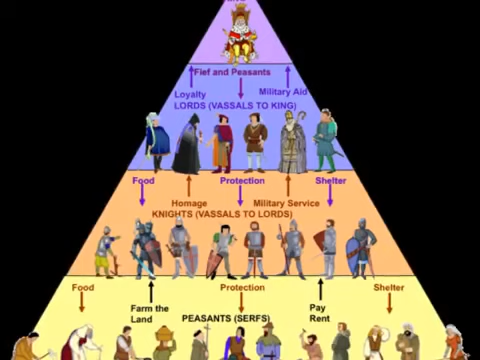 Fief and Peasants
Loyalty
Military Aid
LORDS (VASSALS TO KING)
Food
Protection
Shelter
Homage
Military Service
KNIGHTS (VASSALS TO LORDS)
Food
Protection
Shelter
Farm the
Land
PEASANTS (SERFS)
Pay
Rent